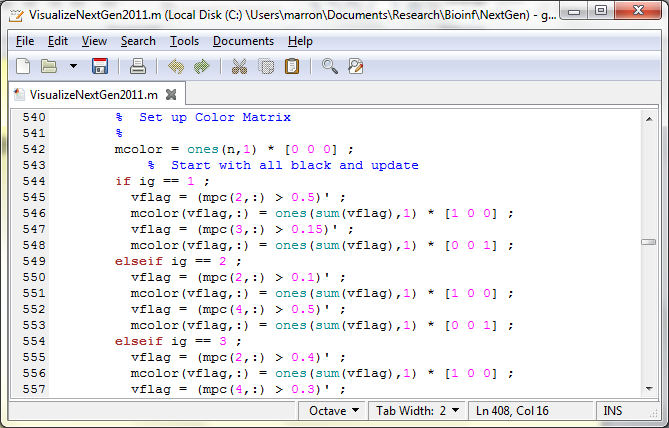 VisualizeNextGen2011.m (Local Disk (C:) \Users\marron\Documents\Research\Bioinf\NextGen) - g...
File Edit View Search Tools Documents Help
VisualizeNextGen2011.m
540 % Set up Color Matrix
541 %
542 mcolor = ones(n,1) * [0 0 0] ;
543 % Start with all black and update
544 if ig == 1 ;
545 vflag = (mpc(2,:) > 0.5)' ;
546 mcolor(vflag,:) = ones(sum(vflag),1) * [1 0 0] ;
547 vflag = (mpc(3,:) > 0.15)' ;
548 mcolor(vflag,:) = ones(sum(vflag),1) * [0 0 1] ;
549 elseif ig == 2 ;
550 vflag = (mpc(2,:) > 0.1)' ;
551 mcolor(vflag,:) = ones(sum(vflag),1) * [1 0 0] ;
552 vflag = (mpc(4,:) > 0.5)' ;
553 mcolor(vflag,:) = ones(sum(vflag),1) * [0 0 1] ;
554 elseif ig == 3 ;
555 vflag = (mpc(2,:) > 0.4)' ;
556 mcolor(vflag,:) = ones(sum(vflag),1) * [1 0 0] ;
557 vflag = (mpc(4,:) > 0.3)' ;
Octave Tab Width: 2 Ln 408, Col 16 INS